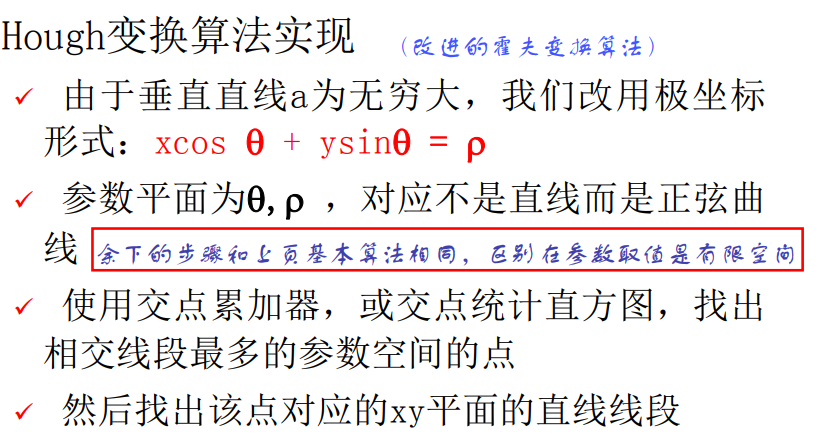 Hough变换算法实现 (改进的霍夫变换算法)
✓ 由于垂直直线a为无穷大，我们改用极坐标
形式：xcos θ + ysinθ = ρ
✓ 参数平面为θ,ρ ，对应不是直线而是正弦曲
线 余下的步骤和上页基本算法相同，区别在参数取值是有限空间
✓ 使用交点累加器，或交点统计直方图，找出
相交线段最多的参数空间的点
✓ 然后找出该点对应的xy平面的直线线段